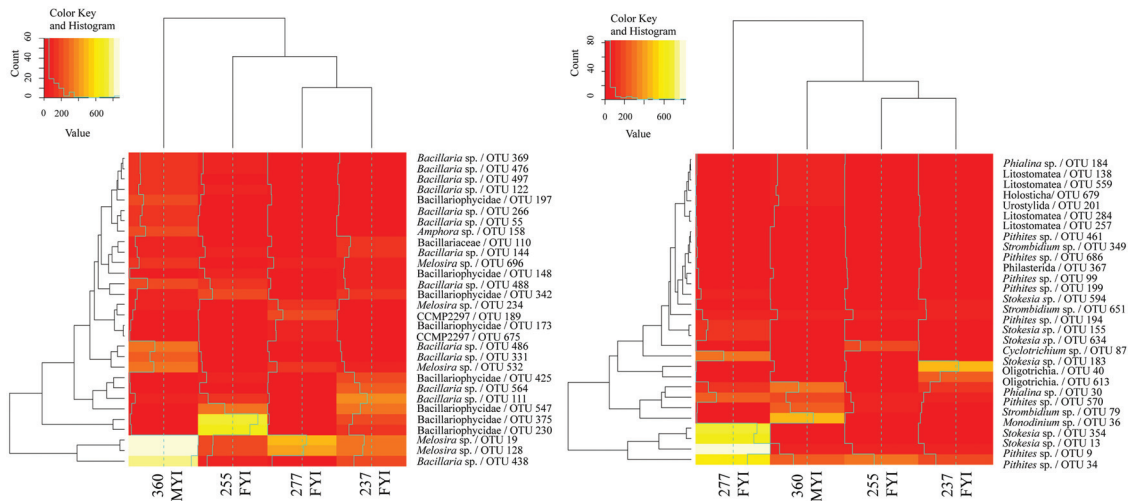 Color Key
and Histogram
Count
0 20 40 60
0 200 600
Value
Bacillaria sp. / OTU 369
Bacillaria sp. / OTU 476
Bacillaria sp. / OTU 497
Bacillaria sp. / OTU 122
Bacillariophycidae / OTU 197
Bacillaria sp. / OTU 266
Bacillaria sp. / OTU 55
Amphora sp. / OTU 158
Bacillariaceae / OTU 110
Bacillaria sp. / OTU 144
Melosira sp. / OTU 696
Bacillariophycidae / OTU 148
Bacillaria sp. / OTU 488
Bacillariophycidae / OTU 342
Melosira sp. / OTU 234
CCMP2297 / OTU 189
Bacillariophycidae / OTU 173
CCMP2297 / OTU 675
Bacillaria sp. / OTU 486
Bacillaria sp. / OTU 331
Melosira sp. / OTU 532
Bacillariophycidae / OTU 425
Bacillaria sp. / OTU 564
Bacillaria sp. / OTU 111
Bacillariophycidae / OTU 547
Bacillariophycidae / OTU 375
Bacillariophycidae / OTU 230
Melosira sp. / OTU 19
Melosira sp. / OTU 128
Bacillaria sp. / OTU 438
360
MYI
255
FYI
277
FYI
237
FYI
Color Key
and Histogram
Count
0 20 40 60 80
0 200 600
Value
Phialina sp. / OTU 184
Litostomatea / OTU 138
Litostomatea / OTU 559
Holosticha/ OTU 679
Urostylida / OTU 201
Litostomatea / OTU 284
Litostomatea / OTU 257
Pithites sp. / OTU 461
Strombidium sp. / OTU 349
Pithites sp. / OTU 686
Philasterida / OTU 367
Pithites sp. / OTU 99
Pithites sp. / OTU 199
Stokesia sp. / OTU 594
Strombidium sp. / OTU 651
Pithites sp. / OTU 194
Stokesia sp. / OTU 155
Stokesia sp. / OTU 634
Cyclotrichium sp. / OTU 87
Stokesia sp. / OTU 183
Oligotrichia. / OTU 40
Oligotrichia. / OTU 613
Phialina sp. / OTU 30
Pithites sp. / OTU 570
Strombidium sp. / OTU 79
Monodinium sp. / OTU 36
Stokesia sp. / OTU 354
Stokesia sp. / OTU 13
Pithites sp. / OTU 9
Pithites sp. / OTU 34
277
FYI
360
MYI
255
FYI
237
FYI